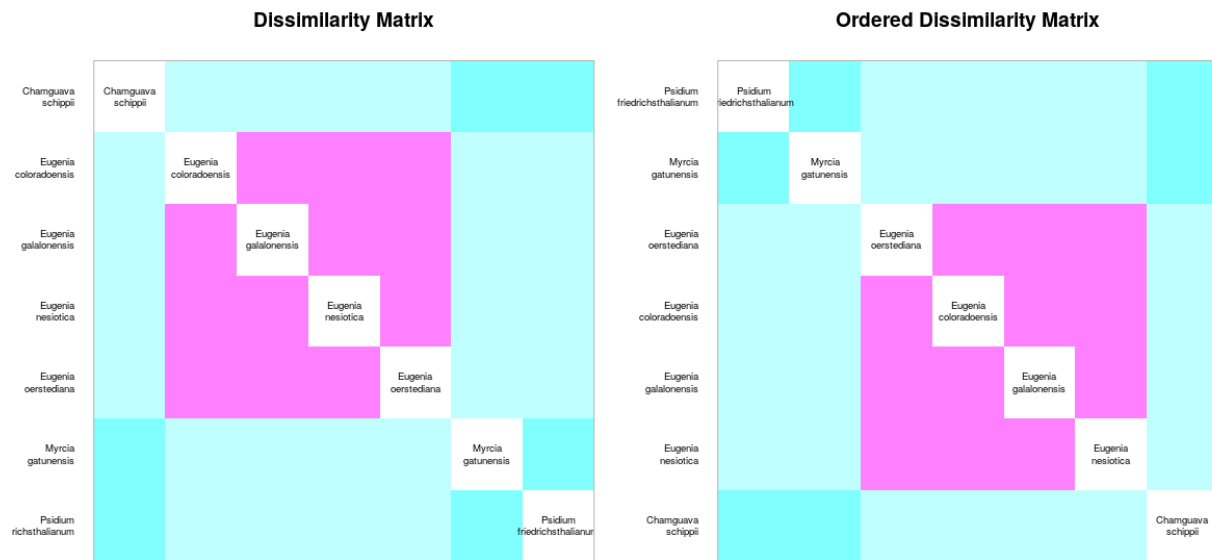 Dissimilarity Matrix
Chamguava
schippii
Chamguava
schippii
Eugenia
coloradoensis
Eugenia
coloradoensis
Eugenia
galalonensis
Eugenia
galalonensis
Eugenia
nesiotica
Eugenia
nesiotica
Eugenia
oerstediana
Eugenia
oerstediana
Myrcia
gatunensis
Myrcia
gatunensis
Psidium
richsthalianum
Psidium
friedrichsthalianur
Ordered Dissimilarity Matrix
Psidium
friedrichsthalianum
Psidium
riedrichsthalianum
Myrcia
gatunensis
Myrcia
gatunensis
Eugenia
oerstediana
Eugenia
oerstediana
Eugenia
coloradoensis
Eugenia
coloradoensis
Eugenia
galalonensis
Eugenia
galalonensis
Eugenia
nesiotica
Eugenia
nesiotica
Chamguava
schippii
Chamguava
schippii